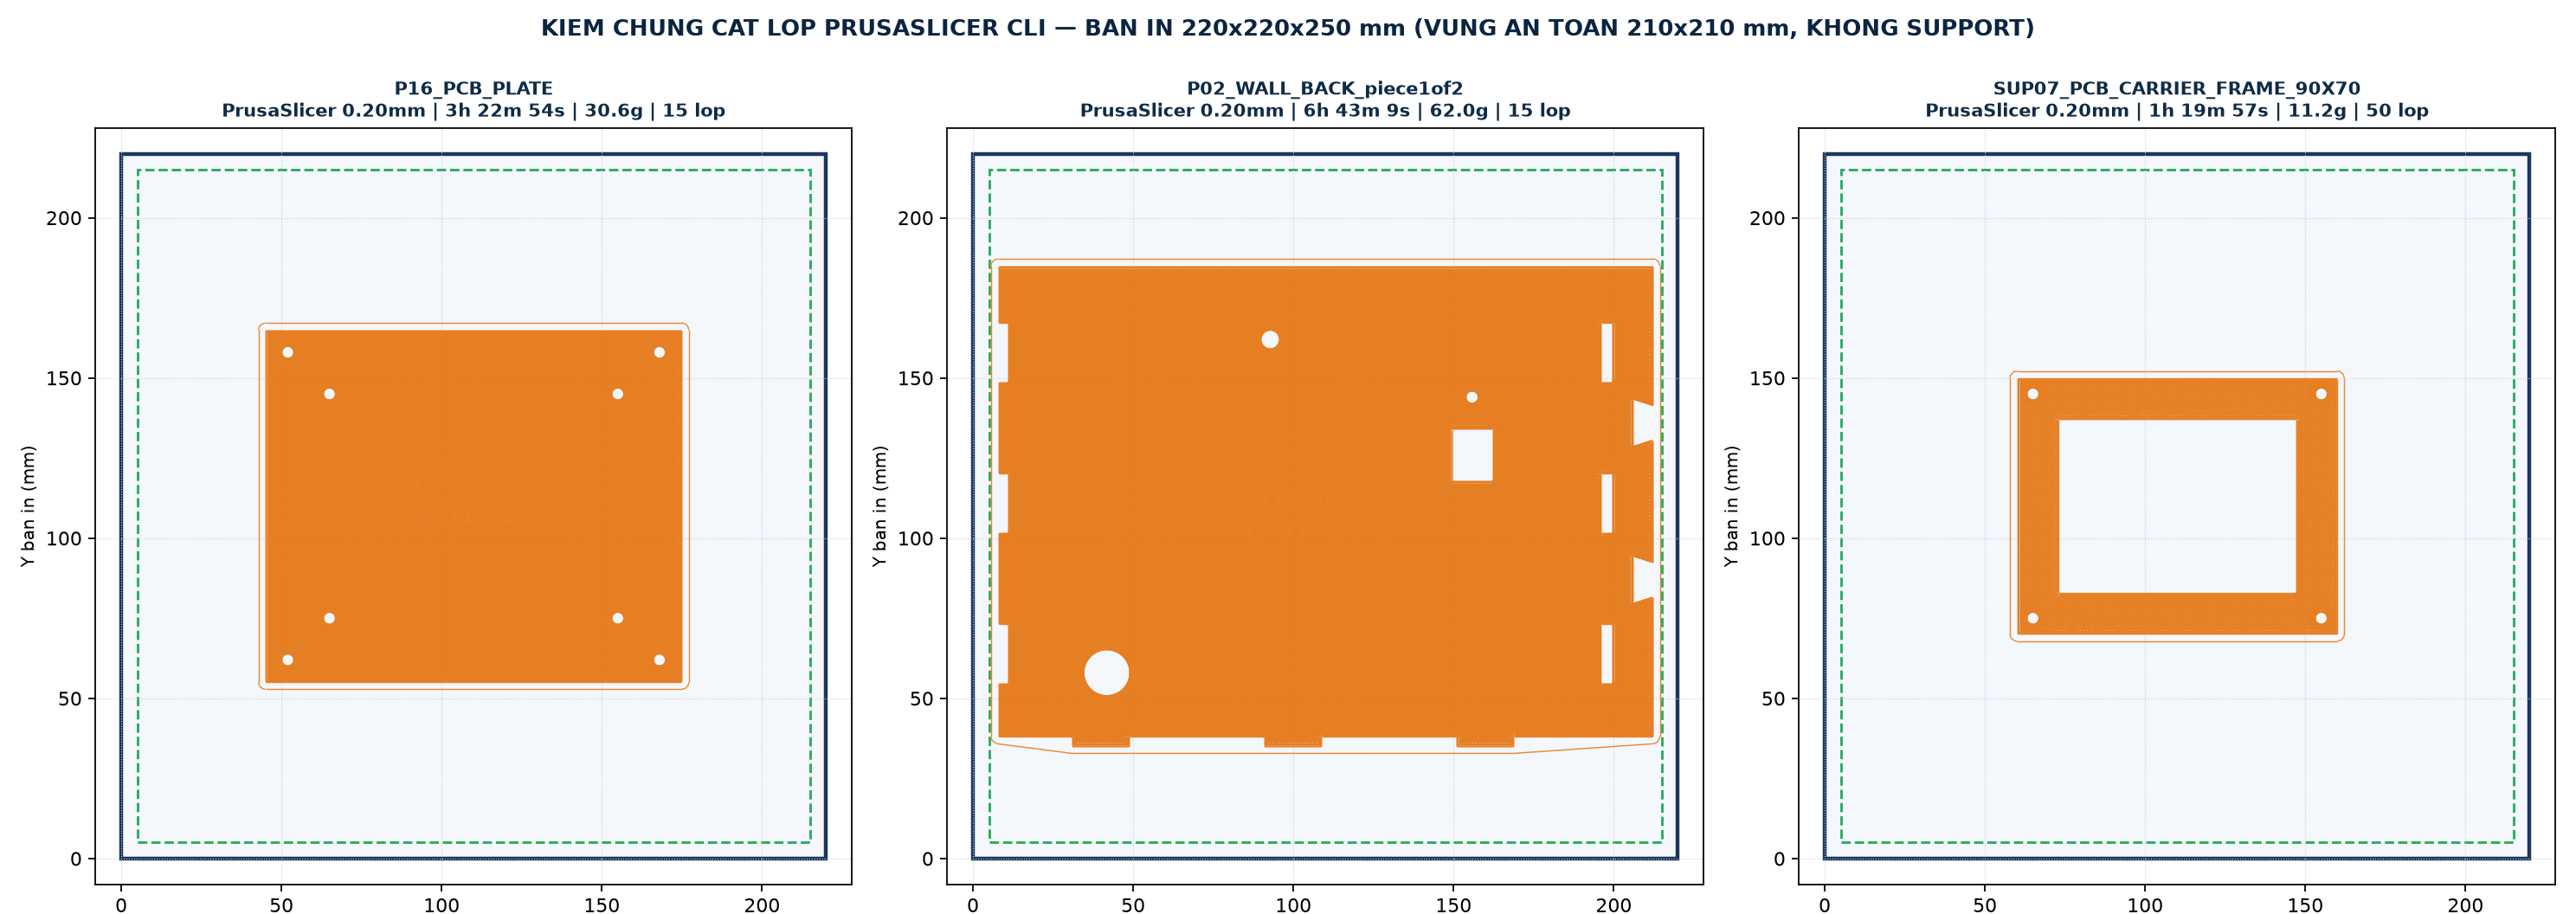 KIEM CHUNG CAT LOP PRUSASLICER CLI — BAN IN 220x220x250 mm (VUNG AN TOAN 210x210 mm, KHONG SUPPORT)
P16_PCB_PLATE
PrusaSlicer 0.20mm | 3h 22m 54s | 30.6g | 15 lop
Y ban in (mm)
200
150
100
50
0
0 50 100 150 200
P02_WALL_BACK_piece1of2
PrusaSlicer 0.20mm | 6h 43m 9s | 62.0g | 15 lop
Y ban in (mm)
200
150
100
50
0
0 50 100 150 200
SUP07_PCB_CARRIER_FRAME_90X70
PrusaSlicer 0.20mm | 1h 19m 57s | 11.2g | 50 lop
Y ban in (mm)
200
150
100
50
0
0 50 100 150 200